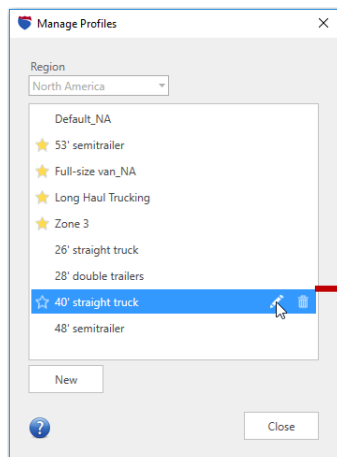 Manage Profiles
Region
North America
Default_NA
53' semitrailer
Full-size van_NA
Long Haul Trucking
Zone 3
26' straight truck
28' double trailers
40' straight truck
48' semitrailer
New
?
Close